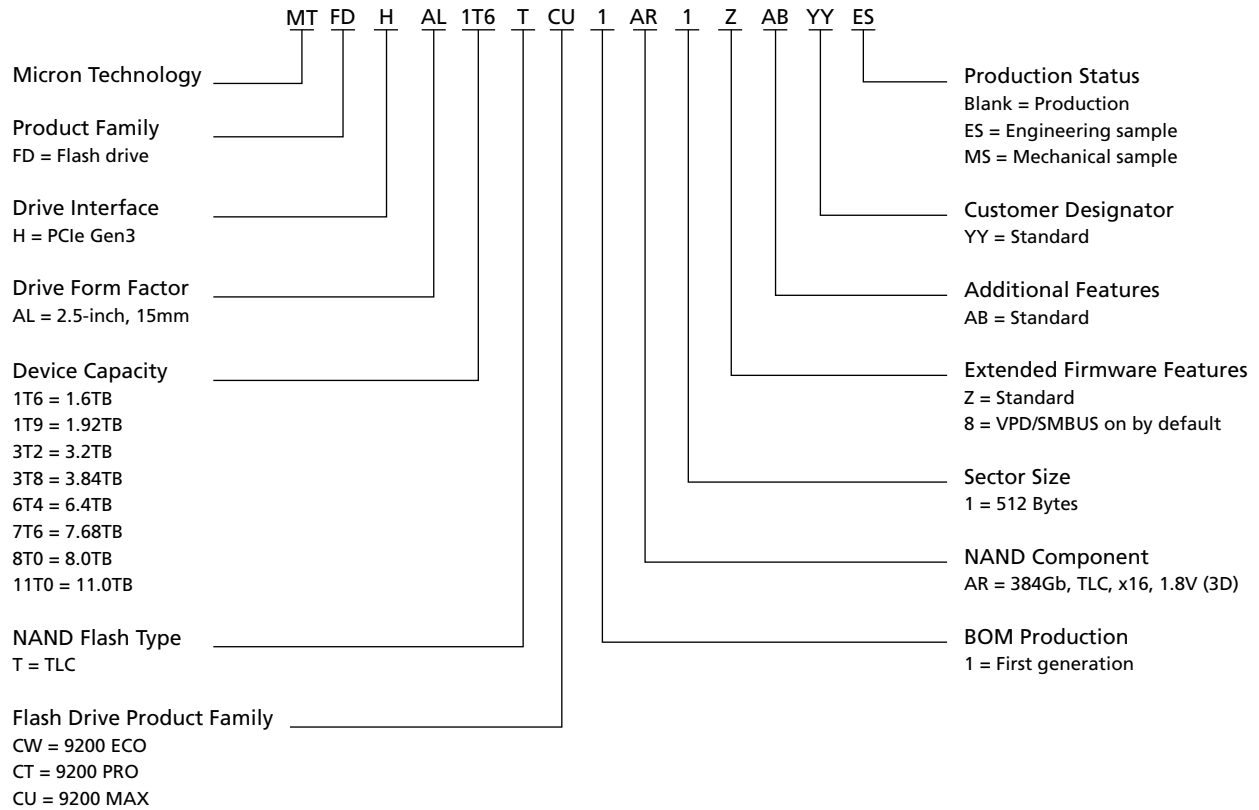 MT FD H AL 1T6 T CU 1 AR 1 Z AB YY ES
Micron Technology
Product Family
FD = Flash drive
Drive Interface
H = PCIe Gen3
Drive Form Factor
AL = 2.5-inch, 15mm
Device Capacity
1T6 = 1.6TB
1T9 = 1.92TB
3T2 = 3.2TB
3T8 = 3.84TB
6T4 = 6.4TB
7T6 = 7.68TB
8T0 = 8.0TB
11T0 = 11.0TB
NAND Flash Type
T = TLC
Flash Drive Product Family
CW = 9200 ECO
CT = 9200 PRO
CU = 9200 MAX
Production Status
Blank = Production
ES = Engineering sample
MS = Mechanical sample
Customer Designator
YY = Standard
Additional Features
AB = Standard
Extended Firmware Features
Z = Standard
8 = VPD/SMBUS on by default
Sector Size
1 = 512 Bytes
NAND Component
AR = 384Gb, TLC, x16, 1.8V (3D)
BOM Production
1 = First generation